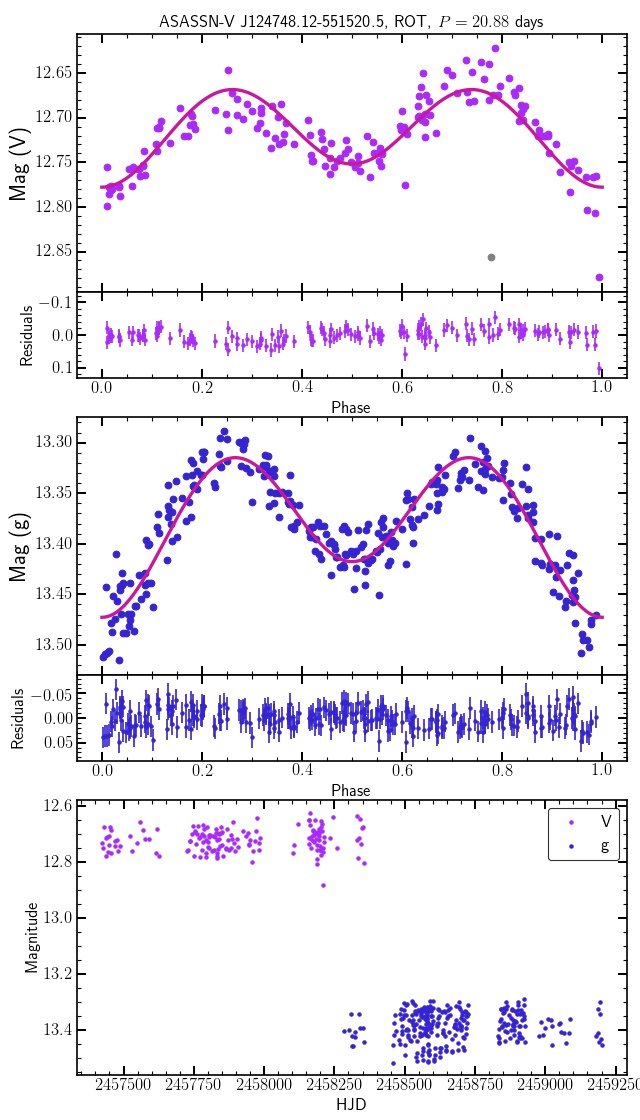 ASASSN-V J124748.12-551520.5, ROT, P = 20.88 days
Mag (V)
12.65
12.70
12.75
12.80
12.85
Residuals
−0.1
0.0
0.1
0.0 0.2 0.4 0.6 0.8 1.0
Phase
Mag (g)
13.30
13.35
13.40
13.45
13.50
Residuals
−0.05
0.00
0.05
0.0 0.2 0.4 0.6 0.8 1.0
Phase
Magnitude
12.6
12.8
13.0
13.2
13.4
V
g
2457500 2457750 2458000 2458250 2458500 2458750 2459000 2459250
HJD